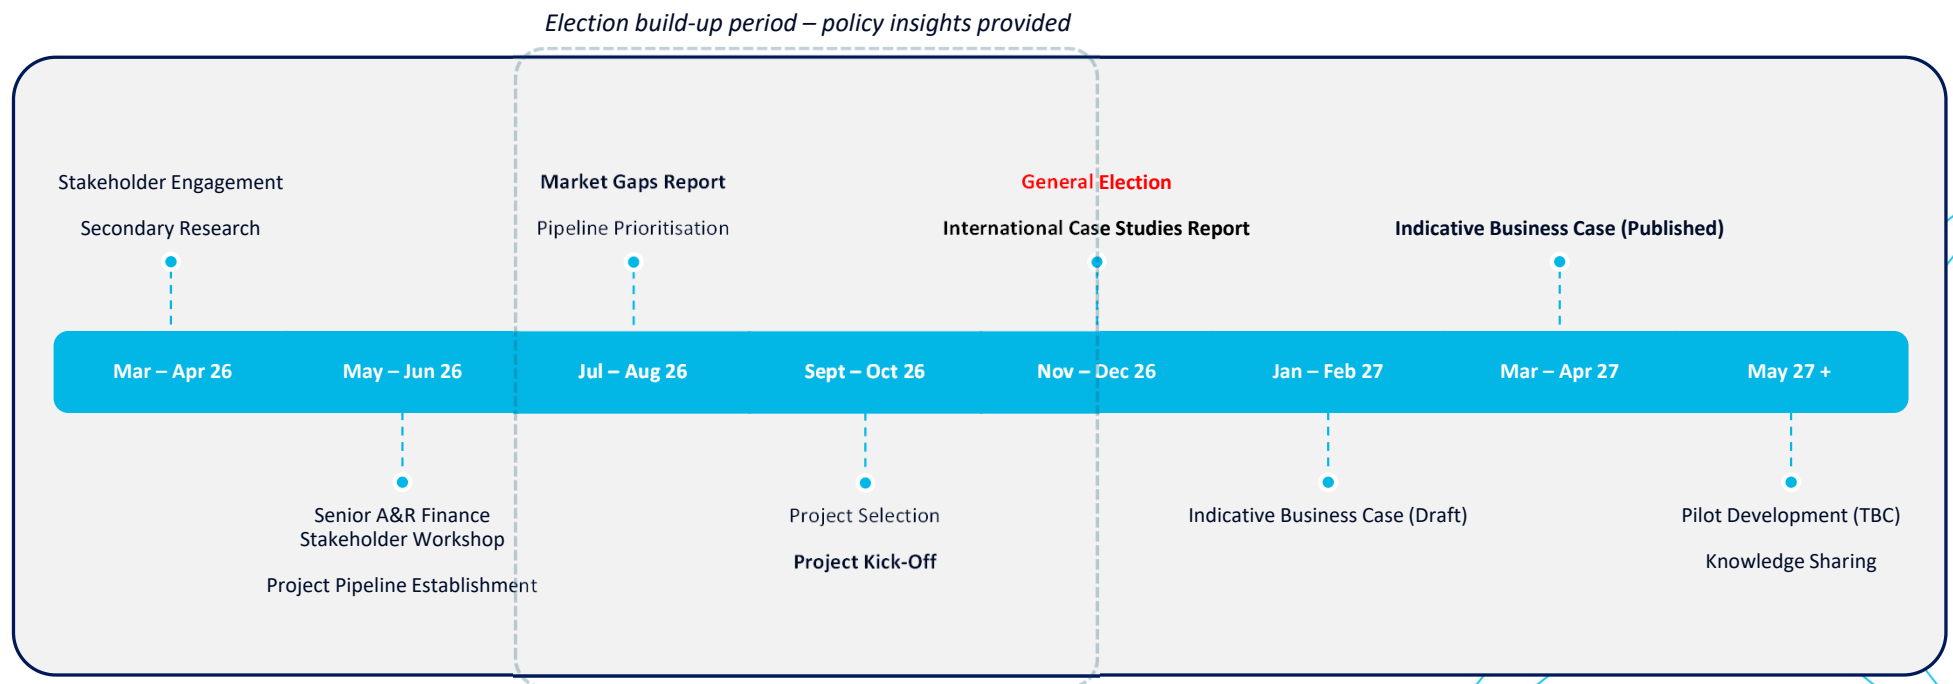 Election build-up period – policy insights provided
Stakeholder Engagement
Secondary Research
Market Gaps Report
Pipeline Prioritisation
General Election
International Case Studies Report
Indicative Business Case (Published)
Mar – Apr 26
May – Jun 26
Jul – Aug 26
Sept – Oct 26
Nov – Dec 26
Jan – Feb 27
Mar – Apr 27
May 27 +
Senior A&R Finance
Stakeholder Workshop
Project Pipeline Establishment
Project Selection
Project Kick-Off
Indicative Business Case (Draft)
Pilot Development (TBC)
Knowledge Sharing